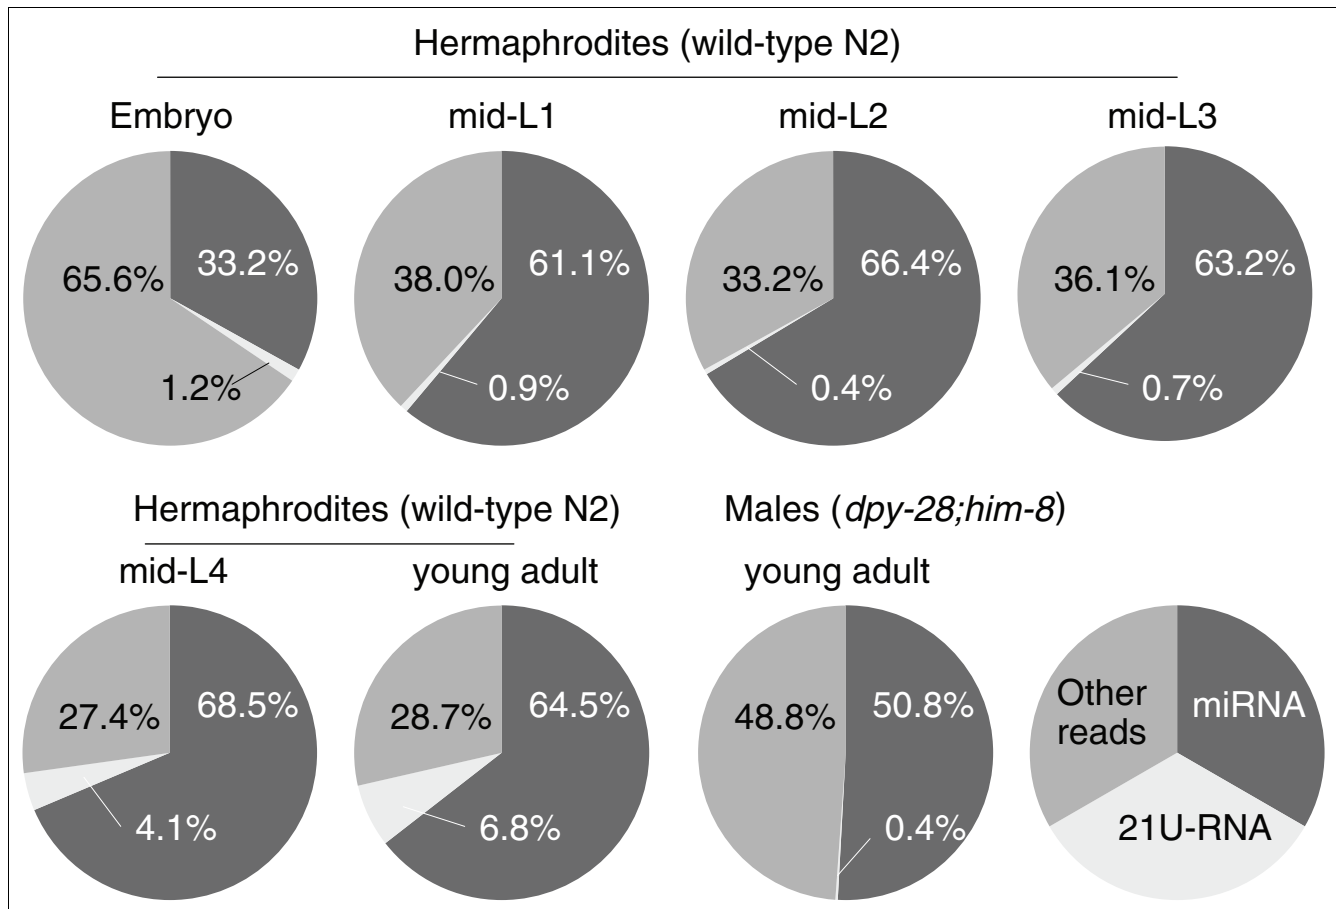 Hermaphrodites (wild-type N2)
Embryo
mid-L1
mid-L2
mid-L3
65.6%
33.2%
1.2%
38.0%
61.1%
0.9%
33.2%
66.4%
0.4%
36.1%
63.2%
0.7%
Hermaphrodites (wild-type N2)
Males (dpy-28;him-8)
mid-L4
young adult
young adult
27.4%
68.5%
4.1%
28.7%
64.5%
6.8%
48.8%
50.8%
0.4%
Other
reads
miRNA
21U-RNA